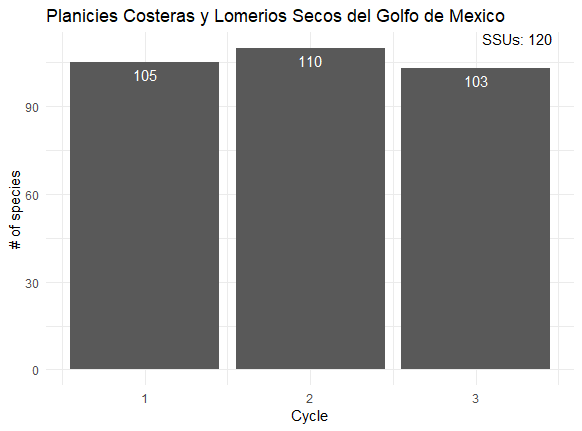 Planicies Costeras y Lomerios Secos del Golfo de Mexico
SSUs: 120
105
110
103
90
60
30
0
# of species
1
2
3
Cycle